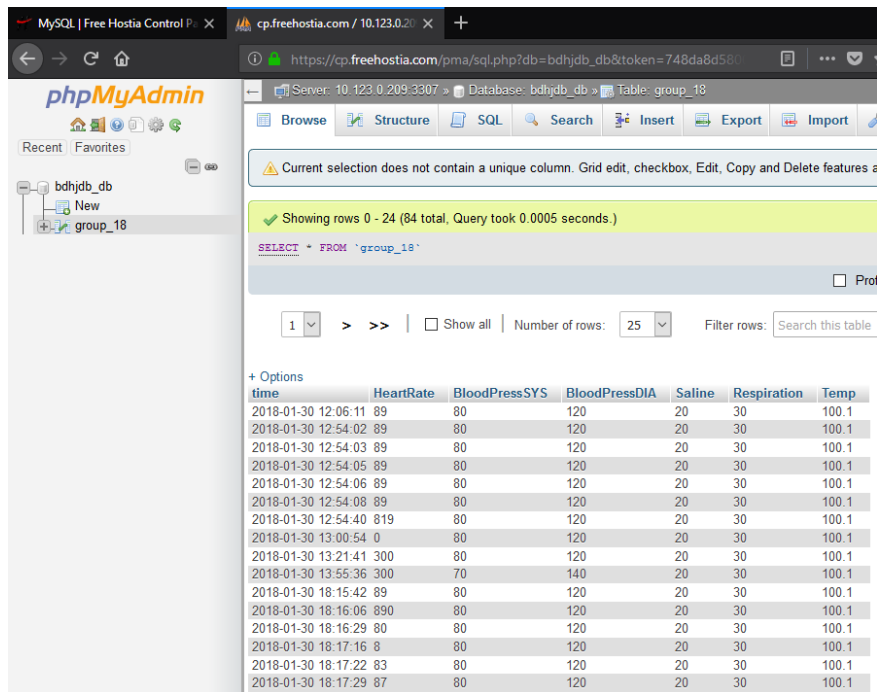 MySQL | Free Hostia Control Pa
cp.freehostia.com / 10.123.0.20
https://cp.freehostia.com/pma/sql.php?db=bdhjdb_db&token=748da8d580
phpMyAdmin
Recent Favorites
bdhjdb_db
New
group_18
Server: 10.123.0.209:3307 » Database: bdhjdb_db » Table: group_18
Browse Structure SQL Search Insert Export Import
Current selection does not contain a unique column. Grid edit, checkbox, Edit, Copy and Delete features a
Showing rows 0 - 24 (84 total, Query took 0.0005 seconds.)
SELECT * FROM `group_18`
Prof
1 > >> | Show all | Number of rows: 25 Filter rows: Search this table
+ Options
time HeartRate BloodPressSYS BloodPressDIA Saline Respiration Temp
2018-01-30 12:06:11 89 80 120 20 30 100.1
2018-01-30 12:54:02 89 80 120 20 30 100.1
2018-01-30 12:54:03 89 80 120 20 30 100.1
2018-01-30 12:54:05 89 80 120 20 30 100.1
2018-01-30 12:54:06 89 80 120 20 30 100.1
2018-01-30 12:54:08 89 80 120 20 30 100.1
2018-01-30 12:54:40 819 80 120 20 30 100.1
2018-01-30 13:00:54 0 80 120 20 30 100.1
2018-01-30 13:21:41 300 80 120 20 30 100.1
2018-01-30 13:55:36 300 70 140 20 30 100.1
2018-01-30 18:15:42 89 80 120 20 30 100.1
2018-01-30 18:16:06 890 80 120 20 30 100.1
2018-01-30 18:16:29 80 80 120 20 30 100.1
2018-01-30 18:17:16 8 80 120 20 30 100.1
2018-01-30 18:17:22 83 80 120 20 30 100.1
2018-01-30 18:17:29 87 80 120 20 30 100.1